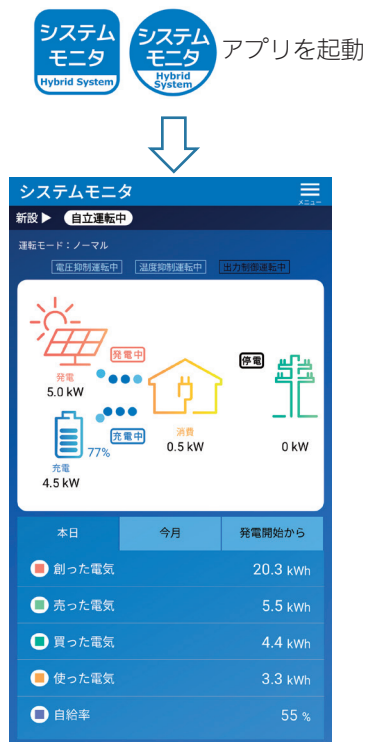 システム
モニタ
Hybrid System
システム
モニタ
Hybrid
System
アプリを起動
システムモニタ
メニュー
新設▶ 自立運転中
運転モード：ノーマル
電圧抑制運転中 温度抑制運転中 出力制御運転中
発電中
停電
発電
5.0 kW
充電中
77%
消費
0.5 kW
0 kW
充電
4.5 kW
本日 今月 発電開始から
創った電気 20.3 kWh
売った電気 5.5 kWh
買った電気 4.4 kWh
使った電気 3.3 kWh
自給率 55 %